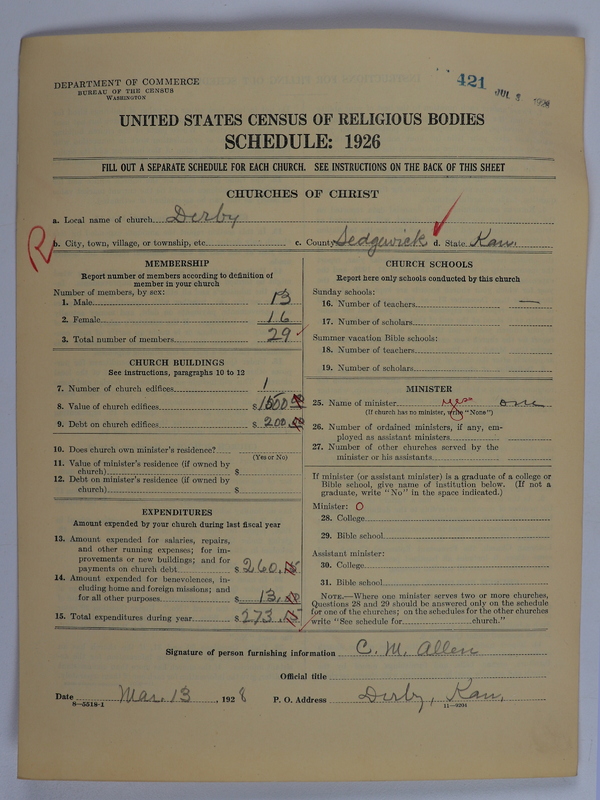 DEPARTMENT OF COMMERCE
BUREAU OF THE CENSUS
WASHINGTON
421
JUL 3 1928
UNITED STATES CENSUS OF RELIGIOUS BODIES
SCHEDULE: 1926
FILL OUT A SEPARATE SCHEDULE FOR EACH CHURCH. SEE INSTRUCTIONS ON THE BACK OF THIS SHEET
CHURCHES OF CHRIST
a. Local name of church Derby
R
b. City, town, village, or township, etc. c. County Sedgwick d. State Kan.
MEMBERSHIP
Report number of members according to definition of
member in your church
Number of members, by sex:
1. Male 13
2. Female 16
3. Total number of members 29
CHURCH BUILDINGS
See instructions, paragraphs 10 to 12
7. Number of church edifices 1
8. Value of church edifices $1500
9. Debt on church edifices $200
10. Does church own minister's residence?
(Yes or No)
11. Value of minister's residence (if owned by
church) $
12. Debt on minister's residence (if owned by
church) $
EXPENDITURES
Amount expended by your church during last fiscal year
13. Amount expended for salaries, repairs,
and other running expenses; for im-
provements or new buildings; and for
payments on church debt $260.
14. Amount expended for benevolences, in-
cluding home and foreign missions; and
for all other purposes $13.
15. Total expenditures during year $273.
CHURCH SCHOOLS
Report here only schools conducted by this church
Sunday schools:
16. Number of teachers —
17. Number of scholars
Summer vacation Bible schools:
18. Number of teachers
19. Number of scholars
MINISTER
25. Name of minister yes one
(If church has no minister, write "None")
26. Number of ordained ministers, if any, em-
ployed as assistant ministers
27. Number of other churches served by the
minister or his assistants
If minister (or assistant minister) is a graduate of a college or
Bible school, give name of institution below. (If not a
graduate, write "No" in the space indicated.)
Minister: O
28. College
29. Bible school
Assistant minister:
30. College
31. Bible school
NOTE.—Where one minister serves two or more churches,
Questions 28 and 29 should be answered only on the schedule
for one of the churches; on the schedules for the other churches
write "See schedule for church."
Signature of person furnishing information C. M. Allen
Official title
Date Mar. 13, 1928 P. O. Address Derby, Kan.
8—5518-1 11—9204